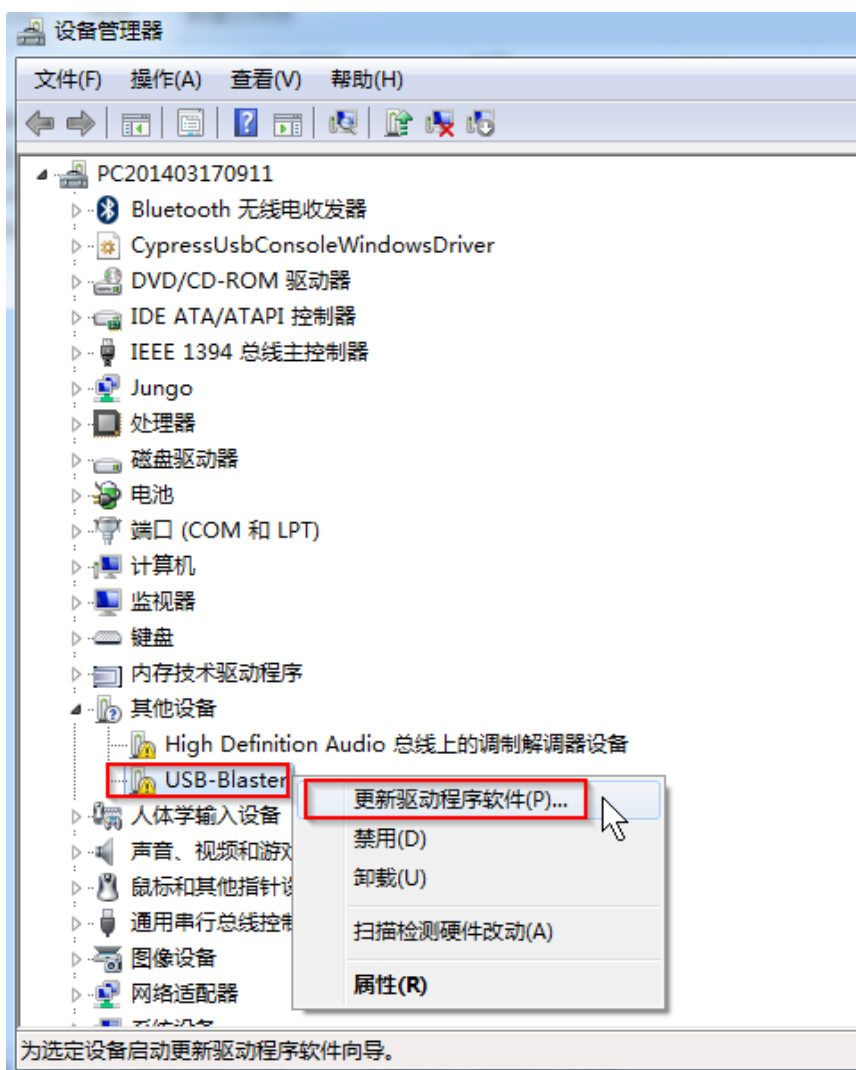 设备管理器
文件(F) 操作(A) 查看(V) 帮助(H)
PC201403170911
Bluetooth 无线电收发器
CypressUsbConsoleWindowsDriver
DVD/CD-ROM 驱动器
IDE ATA/ATAPI 控制器
IEEE 1394 总线主控制器
Jungo
处理器
磁盘驱动器
电池
端口 (COM 和 LPT)
计算机
监视器
键盘
内存技术驱动程序
其他设备
High Definition Audio 总线上的调制解调器设备
USB-Blaster
更新驱动程序软件(P)...
人体学输入设备
禁用(D)
声音、视频和游
卸载(U)
鼠标和其他指针
通用串行总线控
扫描检测硬件改动(A)
图像设备
属性(R)
网络适配器
为选定设备启动更新驱动程序软件向导。